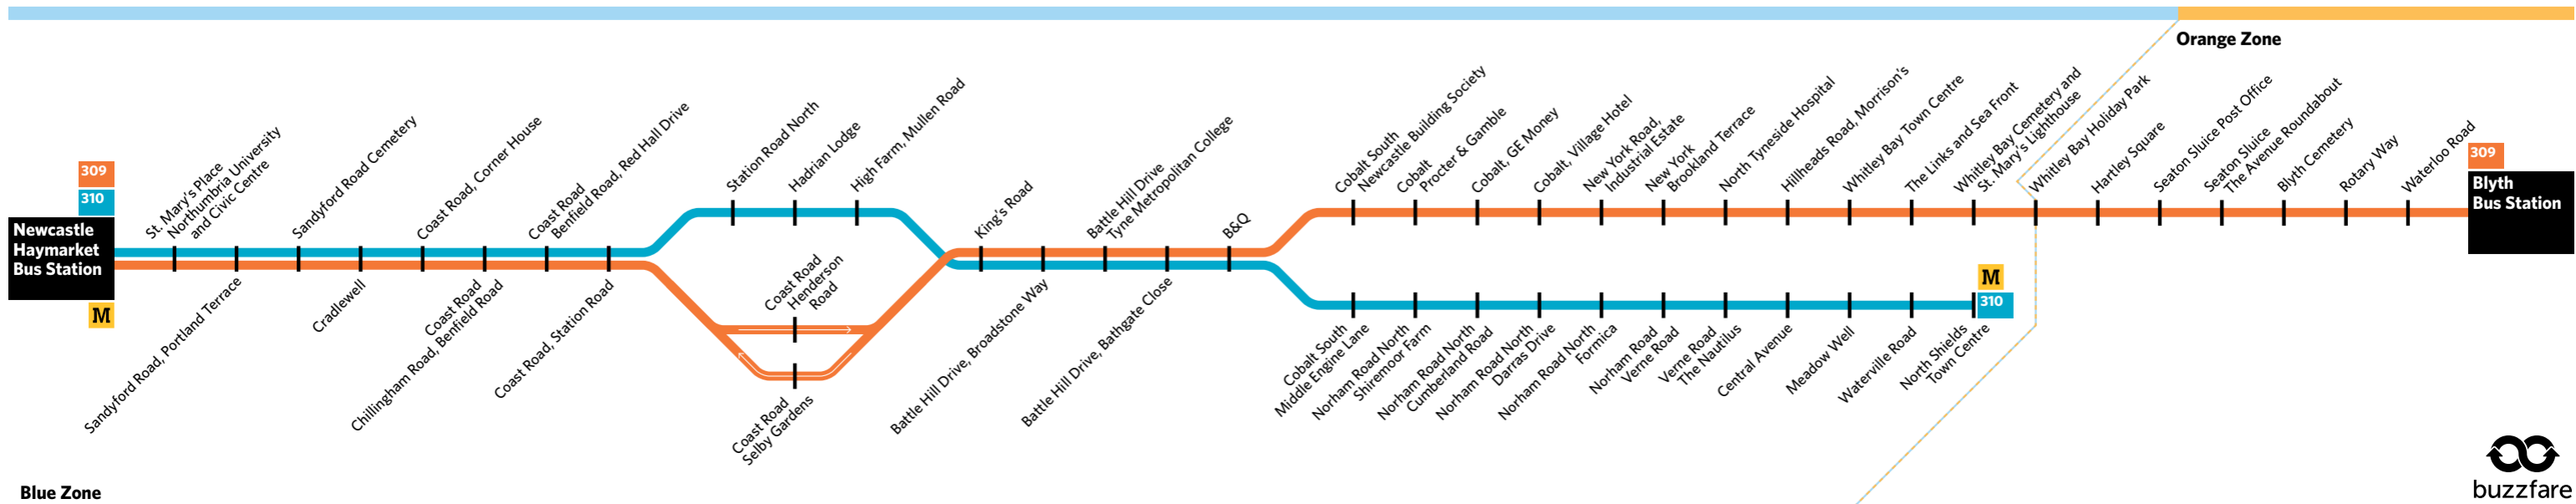 Orange Zone
309
310
Newcastle
Haymarket
Bus Station
M
St. Mary's Place
Northumbria University
and Civic Centre
Sandyford Road, Portland Terrace
Sandyford Road Cemetery
Cradlewell
Coast Road, Corner House
Coast Road
Chillingham Road, Benfield Road
Coast Road
Benfield Road, Red Hall Drive
Coast Road, Station Road
Station Road North
Hadrian Lodge
High Farm, Mullen Road
Coast Road
Henderson
Road
Coast Road
Selby Gardens
King's Road
Battle Hill Drive, Broadstone Way
Battle Hill Drive
Tyne Metropolitan College
Battle Hill Drive, Bathgate Close
B&Q
Cobalt South
Newcastle Building Society
Cobalt
Procter & Gamble
Cobalt, GE Money
Cobalt, Village Hotel
New York Road,
Industrial Estate
New York
Brookland Terrace
North Tyneside Hospital
Hillheads Road, Morrison's
Whitley Bay Town Centre
The Links and Sea Front
Whitley Bay Cemetery and
St. Mary's Lighthouse
Whitley Bay Holiday Park
Hartley Square
Seaton Sluice Post Office
Seaton Sluice
The Avenue Roundabout
Blyth Cemetery
Rotary Way
Waterloo Road
309
Blyth
Bus Station
Cobalt South
Middle Engine Lane
Norham Road North
Shiremoor Farm
Norham Road North
Cumberland Road
Norham Road North
Darras Drive
Norham Road North
Formica
Norham Road
Verne Road
Verne Road
The Nautilus
Central Avenue
Meadow Well
Waterville Road
North Shields
Town Centre
M
310
Blue Zone
buzzfare